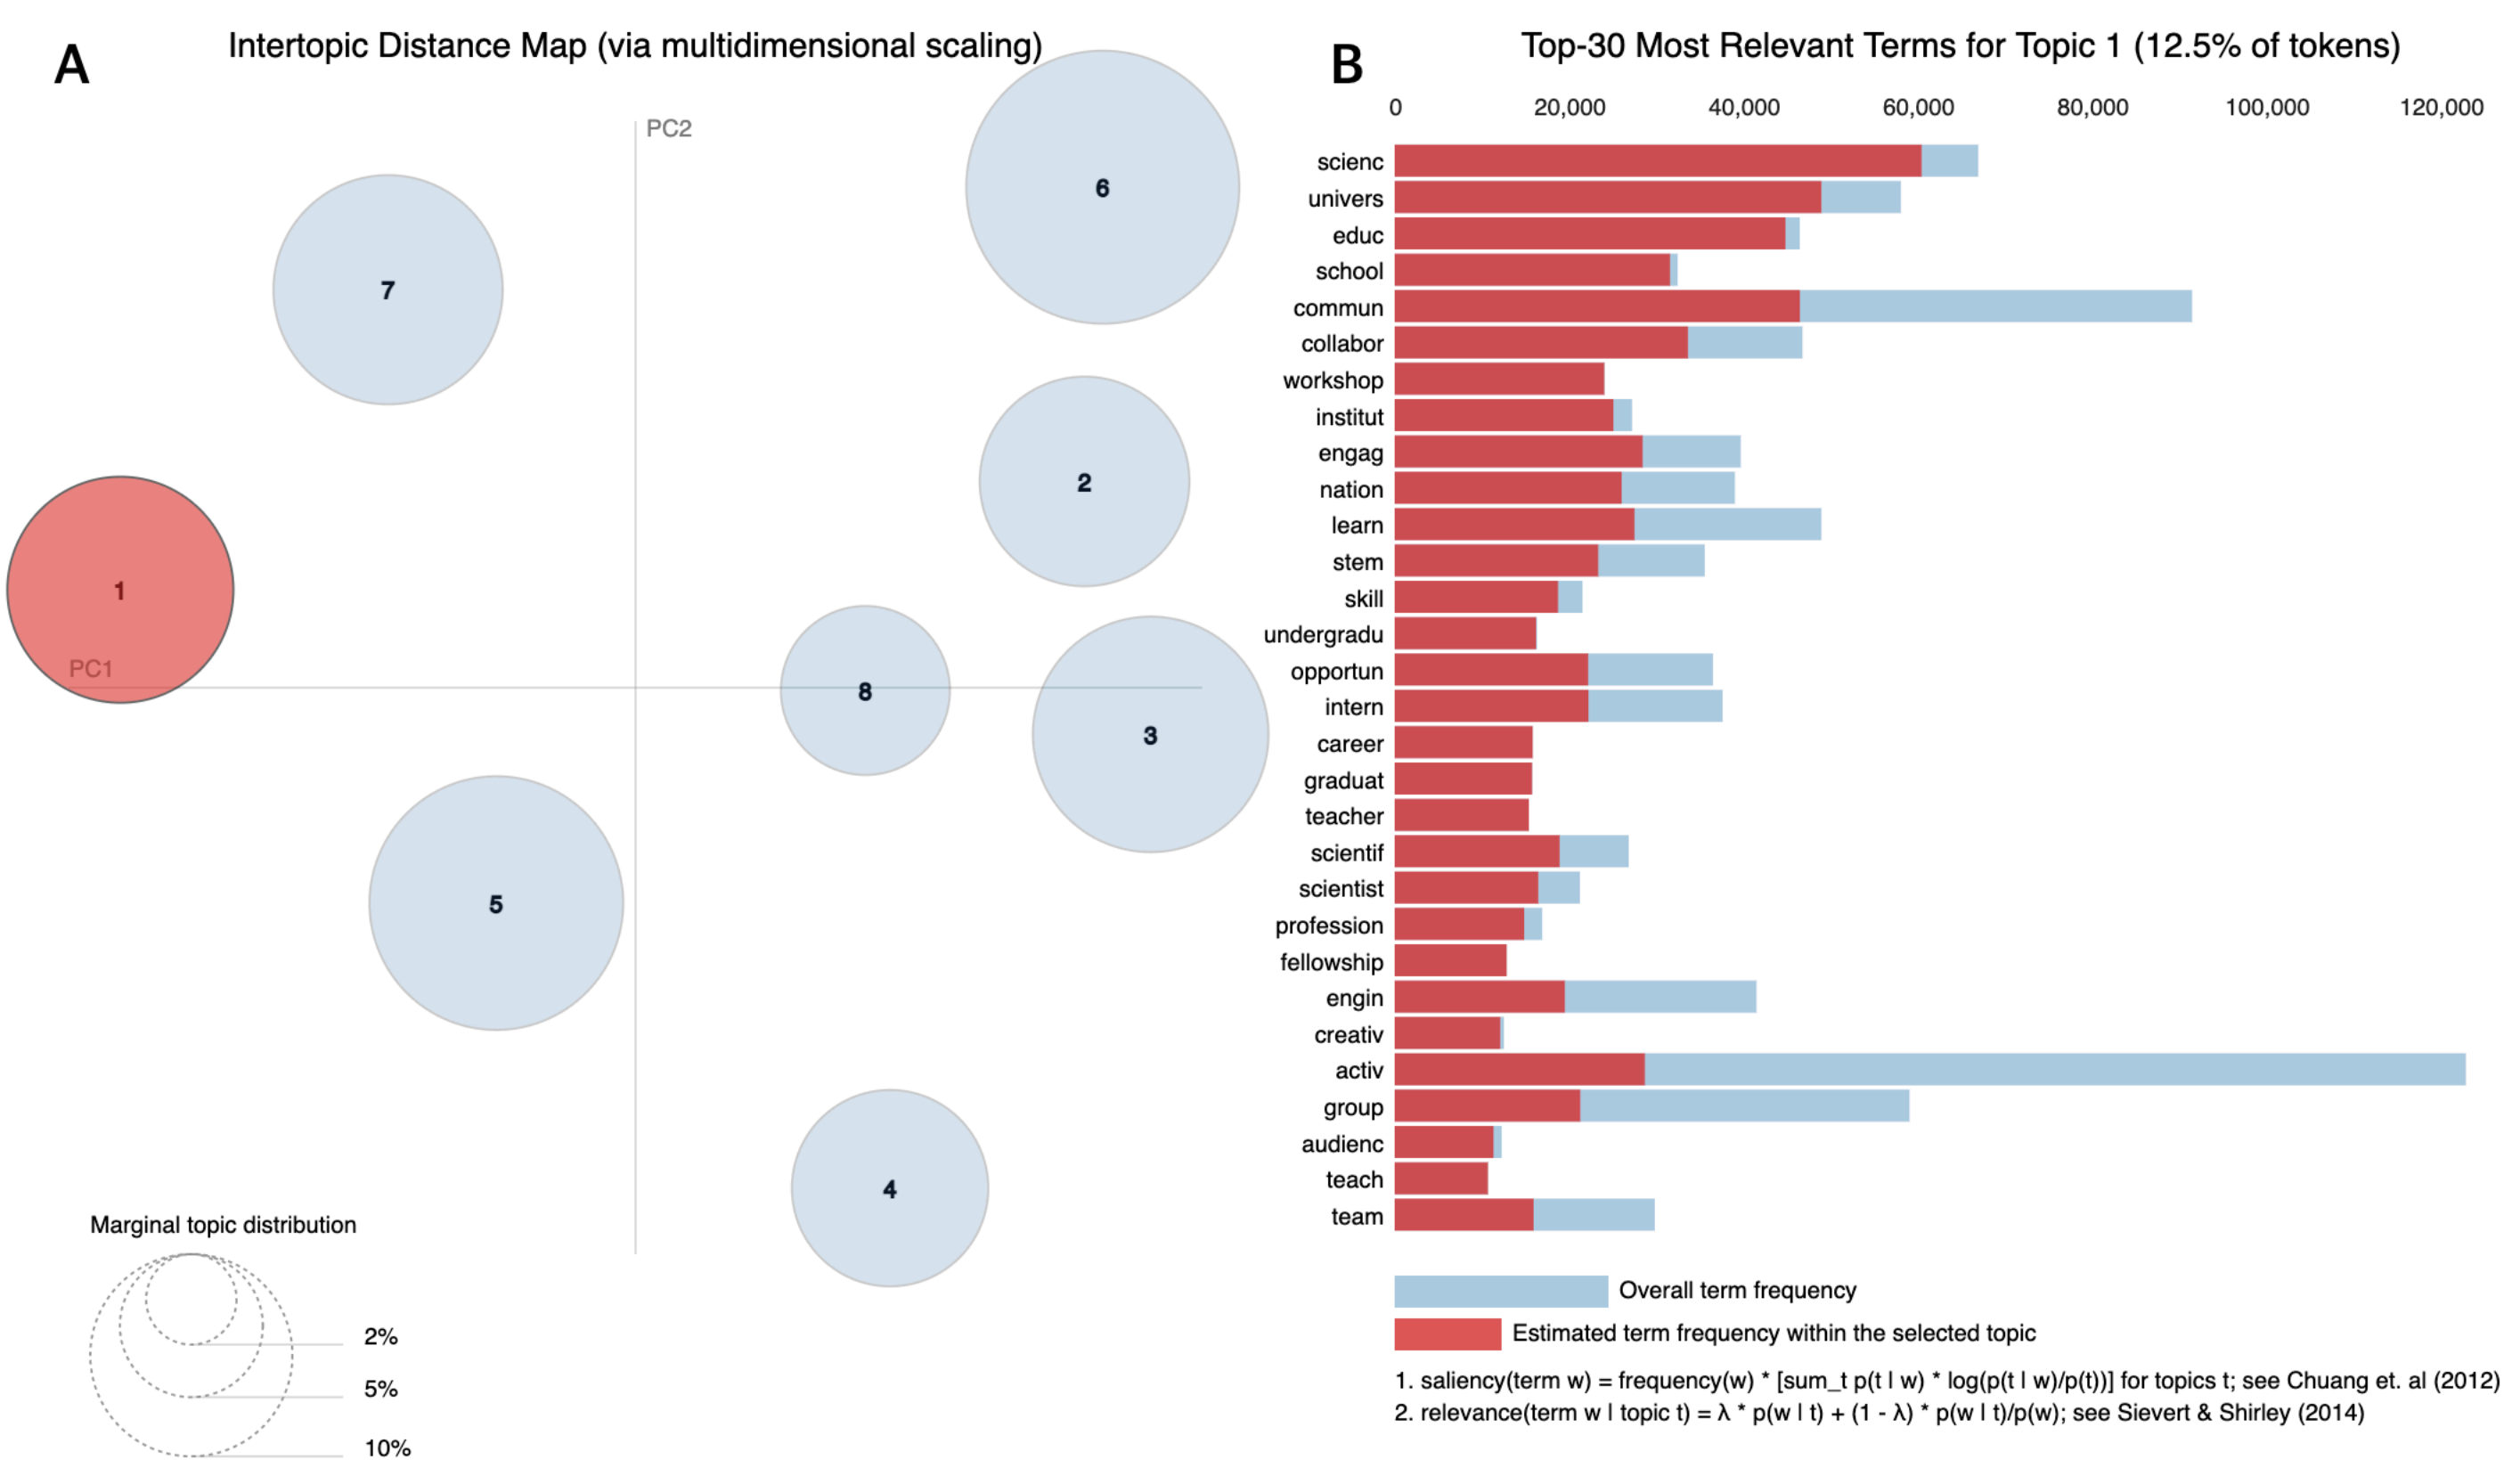 A
Intertopic Distance Map (via multidimensional scaling)
PC2
6
7
2
1
PC1
8
3
5
4
Marginal topic distribution
2%
5%
10%
B
Top-30 Most Relevant Terms for Topic 1 (12.5% of tokens)
0 20,000 40,000 60,000 80,000 100,000 120,000
scienc
univers
educ
school
commun
collabor
workshop
institut
engag
nation
learn
stem
skill
undergradu
opportun
intern
career
graduat
teacher
scientif
scientist
profession
fellowship
engin
creativ
activ
group
audienc
teach
team
Overall term frequency
Estimated term frequency within the selected topic
1. saliency(term w) = frequency(w) * [sum_t p(t | w) * log(p(t | w)/p(t))] for topics t; see Chuang et. al (2012)
2. relevance(term w | topic t) = λ * p(w | t) + (1 - λ) * p(w | t)/p(w); see Sievert & Shirley (2014)